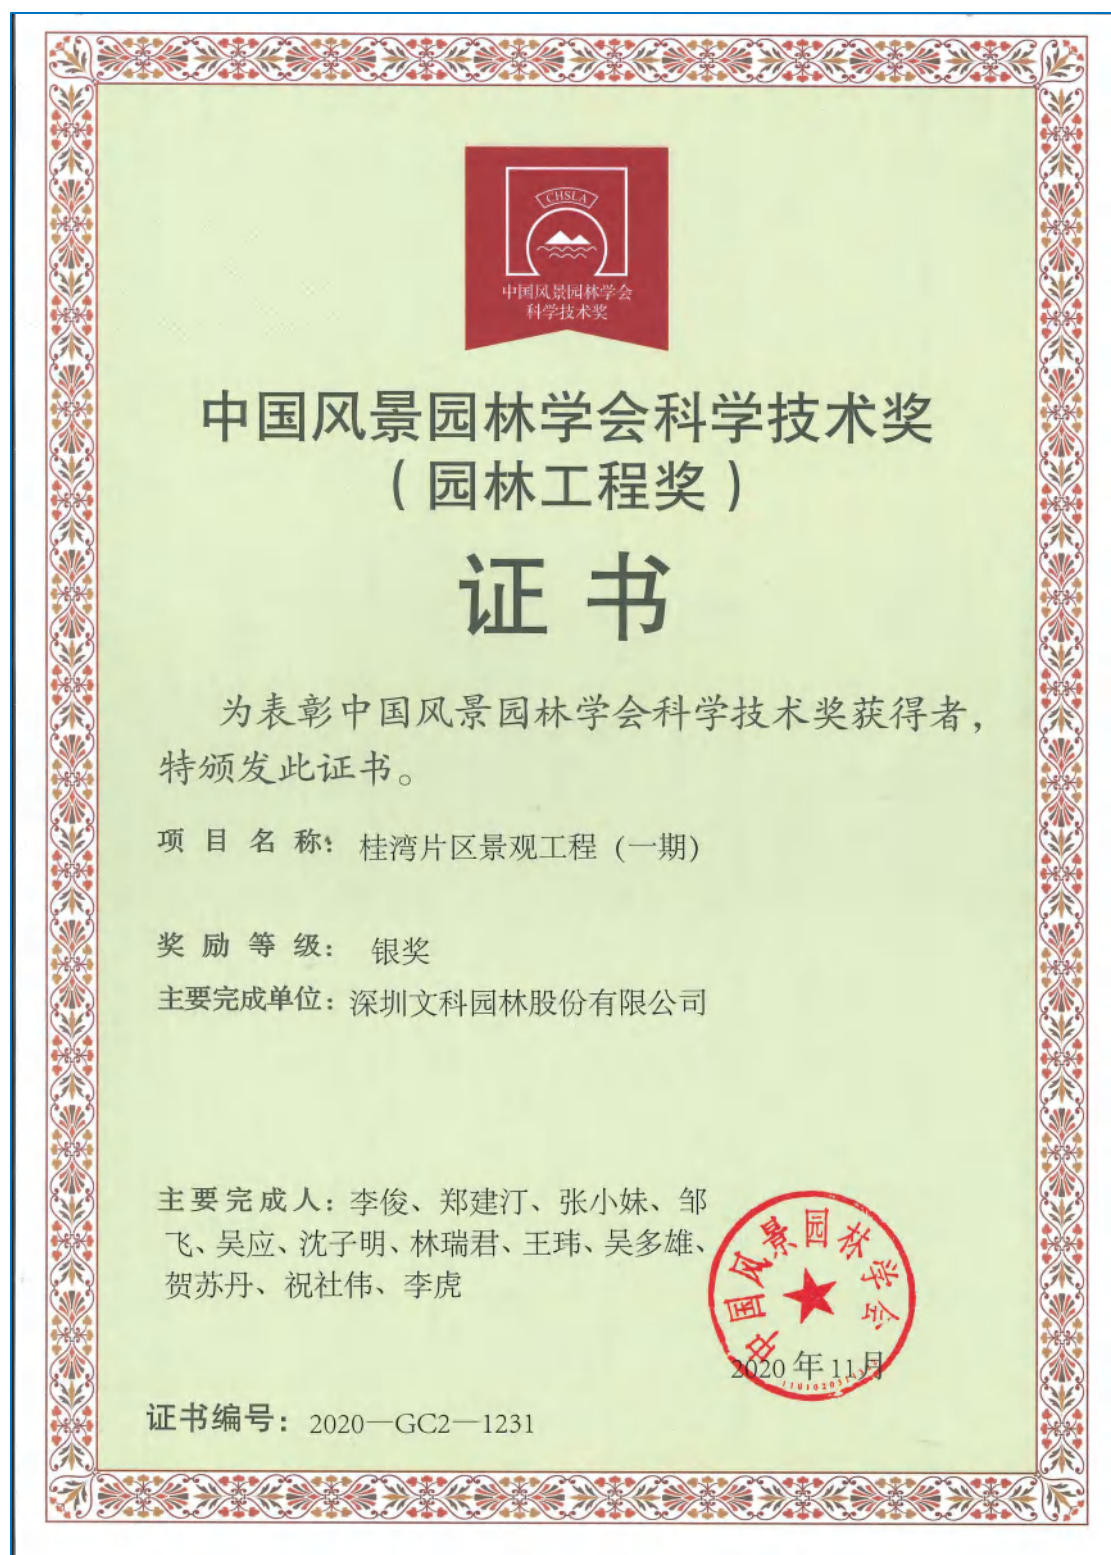 CHSLA
中国风景园林学会
科学技术奖
中国风景园林学会科学技术奖
（园林工程奖）
证书
为表彰中国风景园林学会科学技术奖获得者，
特颁发此证书。
项目名称：桂湾片区景观工程（一期）
奖励等级：银奖
主要完成单位：深圳文科园林股份有限公司
主要完成人：李俊、郑建汀、张小妹、邹
飞、吴应、沈子明、林瑞君、王玮、吴多雄、
贺苏丹、祝社伟、李虎
中国风景园林学会
2020年11月
证书编号：2020—GC2—1231